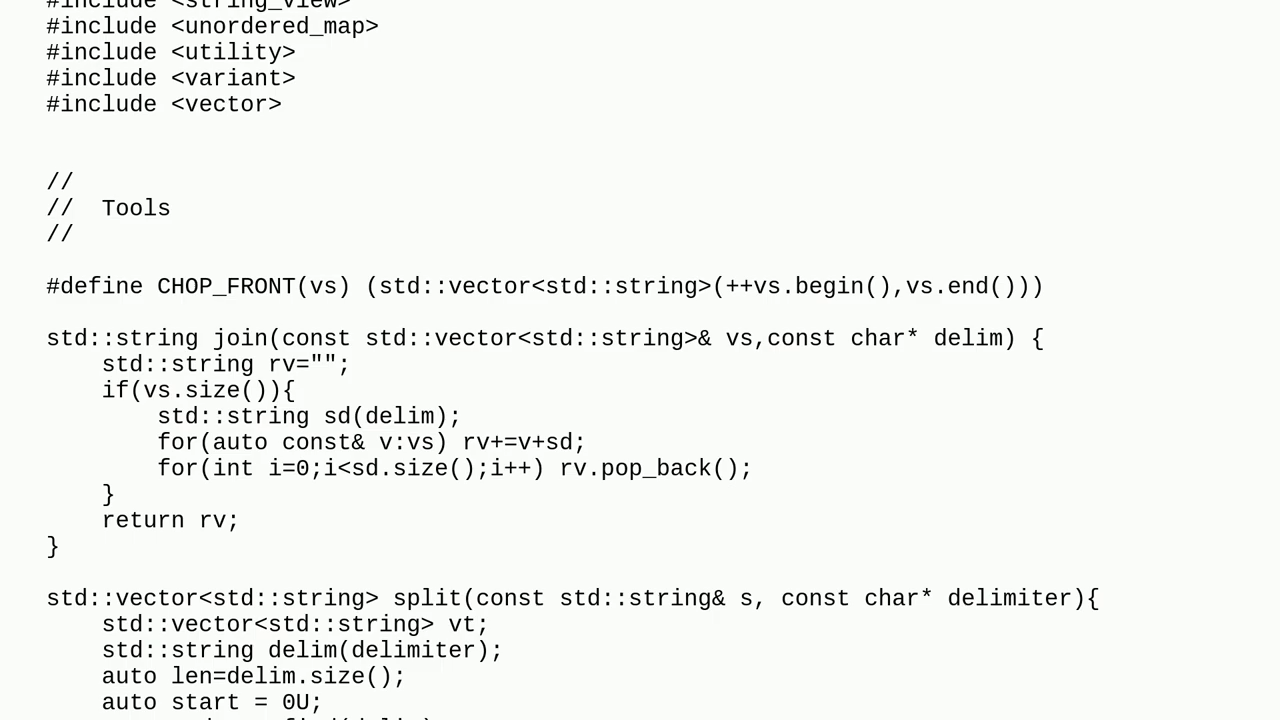 #include <string_view>
#include <unordered_map>
#include <utility>
#include <variant>
#include <vector>
//
//  Tools
//
#define CHOP_FRONT(vs) (std::vector<std::string>(++vs.begin(),vs.end()))
std::string join(const std::vector<std::string>& vs,const char* delim) {
    std::string rv="";
    if(vs.size()){
        std::string sd(delim);
        for(auto const& v:vs) rv+=v+sd;
        for(int i=0;i<sd.size();i++) rv.pop_back();
    }
    return rv;
}
std::vector<std::string> split(const std::string& s, const char* delimiter){
    std::vector<std::string> vt;
    std::string delim(delimiter);
    auto len=delim.size();
    auto start = 0U;